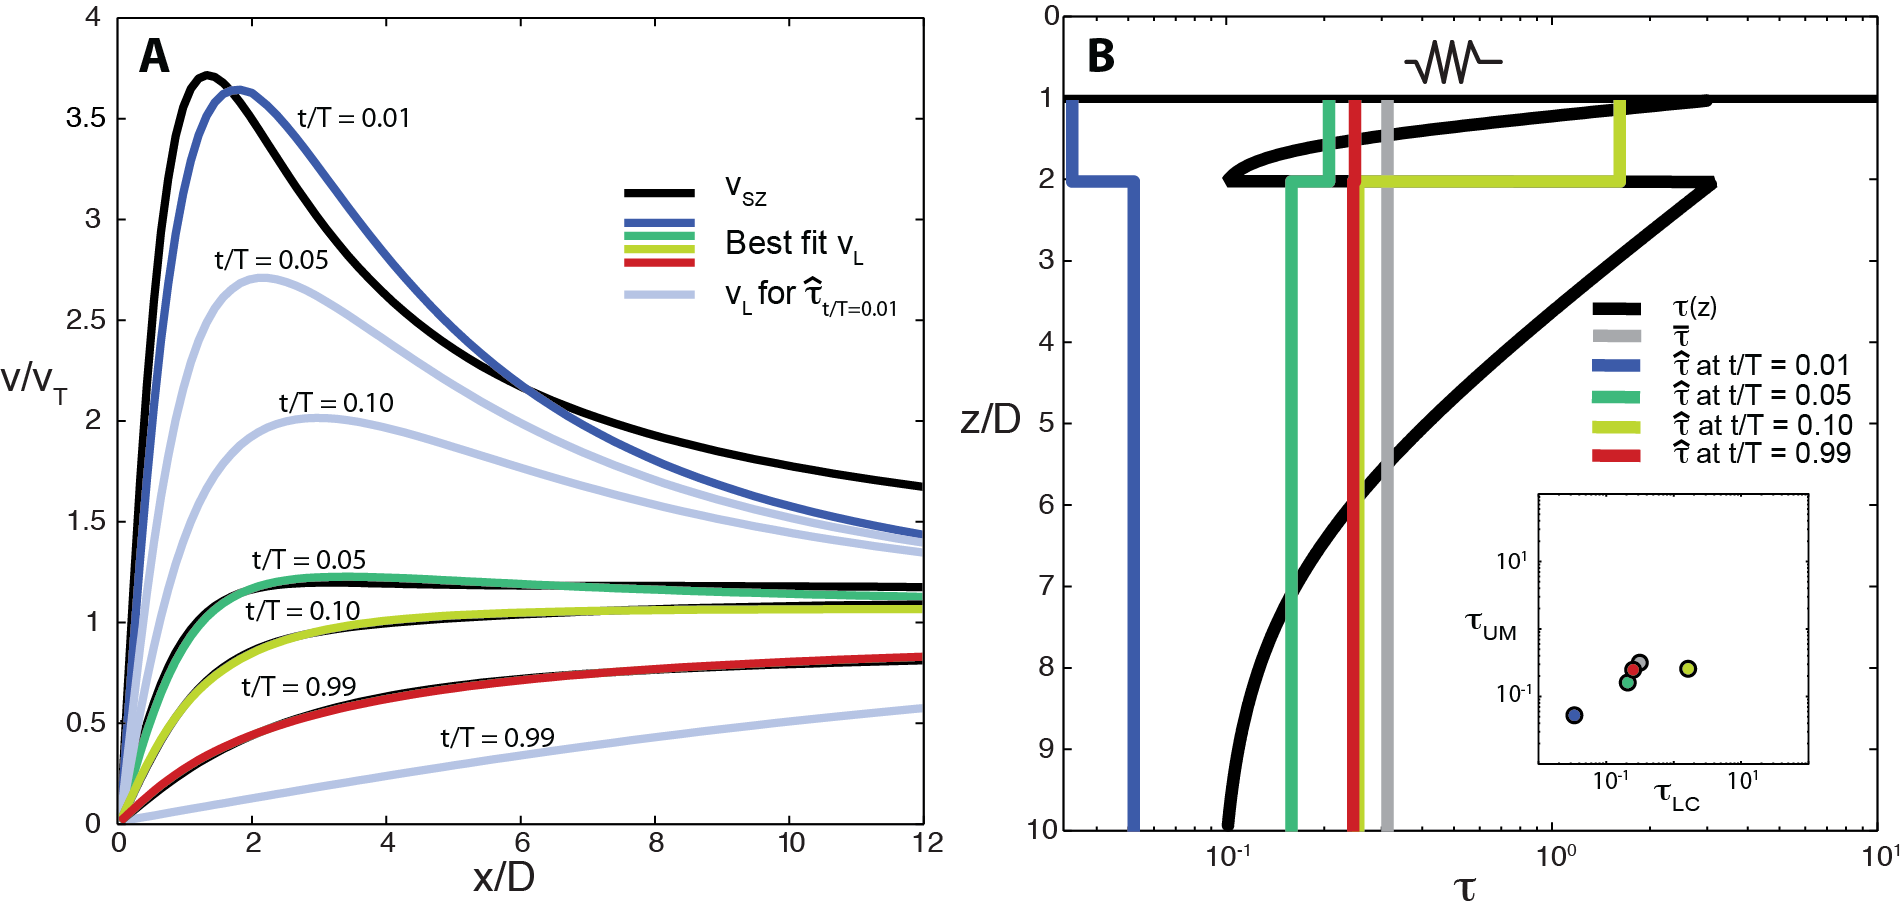 A
4
3.5
3
2.5
2
1.5
1
0.5
0
v/v_T
0
2
4
6
8
10
12
x/D
t/T = 0.01
t/T = 0.05
t/T = 0.10
t/T = 0.05
t/T = 0.10
t/T = 0.99
t/T = 0.99
v_SZ
Best fit v_L
v_L for τ̂_t/T=0.01
B
0
1
2
3
4
5
6
7
8
9
10
z/D
10^-1
10^0
10^1
τ
τ(z)
τ̄
τ̂ at t/T = 0.01
τ̂ at t/T = 0.05
τ̂ at t/T = 0.10
τ̂ at t/T = 0.99
10^1
τ_UM
10^-1
10^-1
10^1
τ_LC